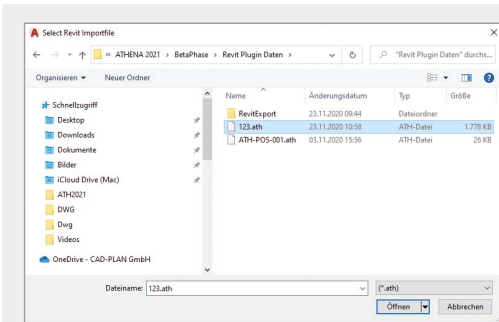 Select Revit Importfile
« ATHENA 2021 › BetaPhase › Revit Plugin Daten ›
"Revit Plugin Daten" durchs...
Organisieren Neuer Ordner
Name Änderungsdatum Typ Größe
Schnellzugriff
Desktop
Downloads
Dokumente
Bilder
iCloud Drive (Mac)
ATH2021
DWG
Dwg
Videos
OneDrive - CAD-PLAN GmbH
RevitExport 23.11.2020 09:44 Dateiordner
123.ath 23.11.2020 10:58 ATH-Datei 1.778 KB
ATH-POS-001.ath 03.11.2020 15:56 ATH-Datei 26 KB
Dateiname: 123.ath (*.ath)
Öffnen Abbrechen